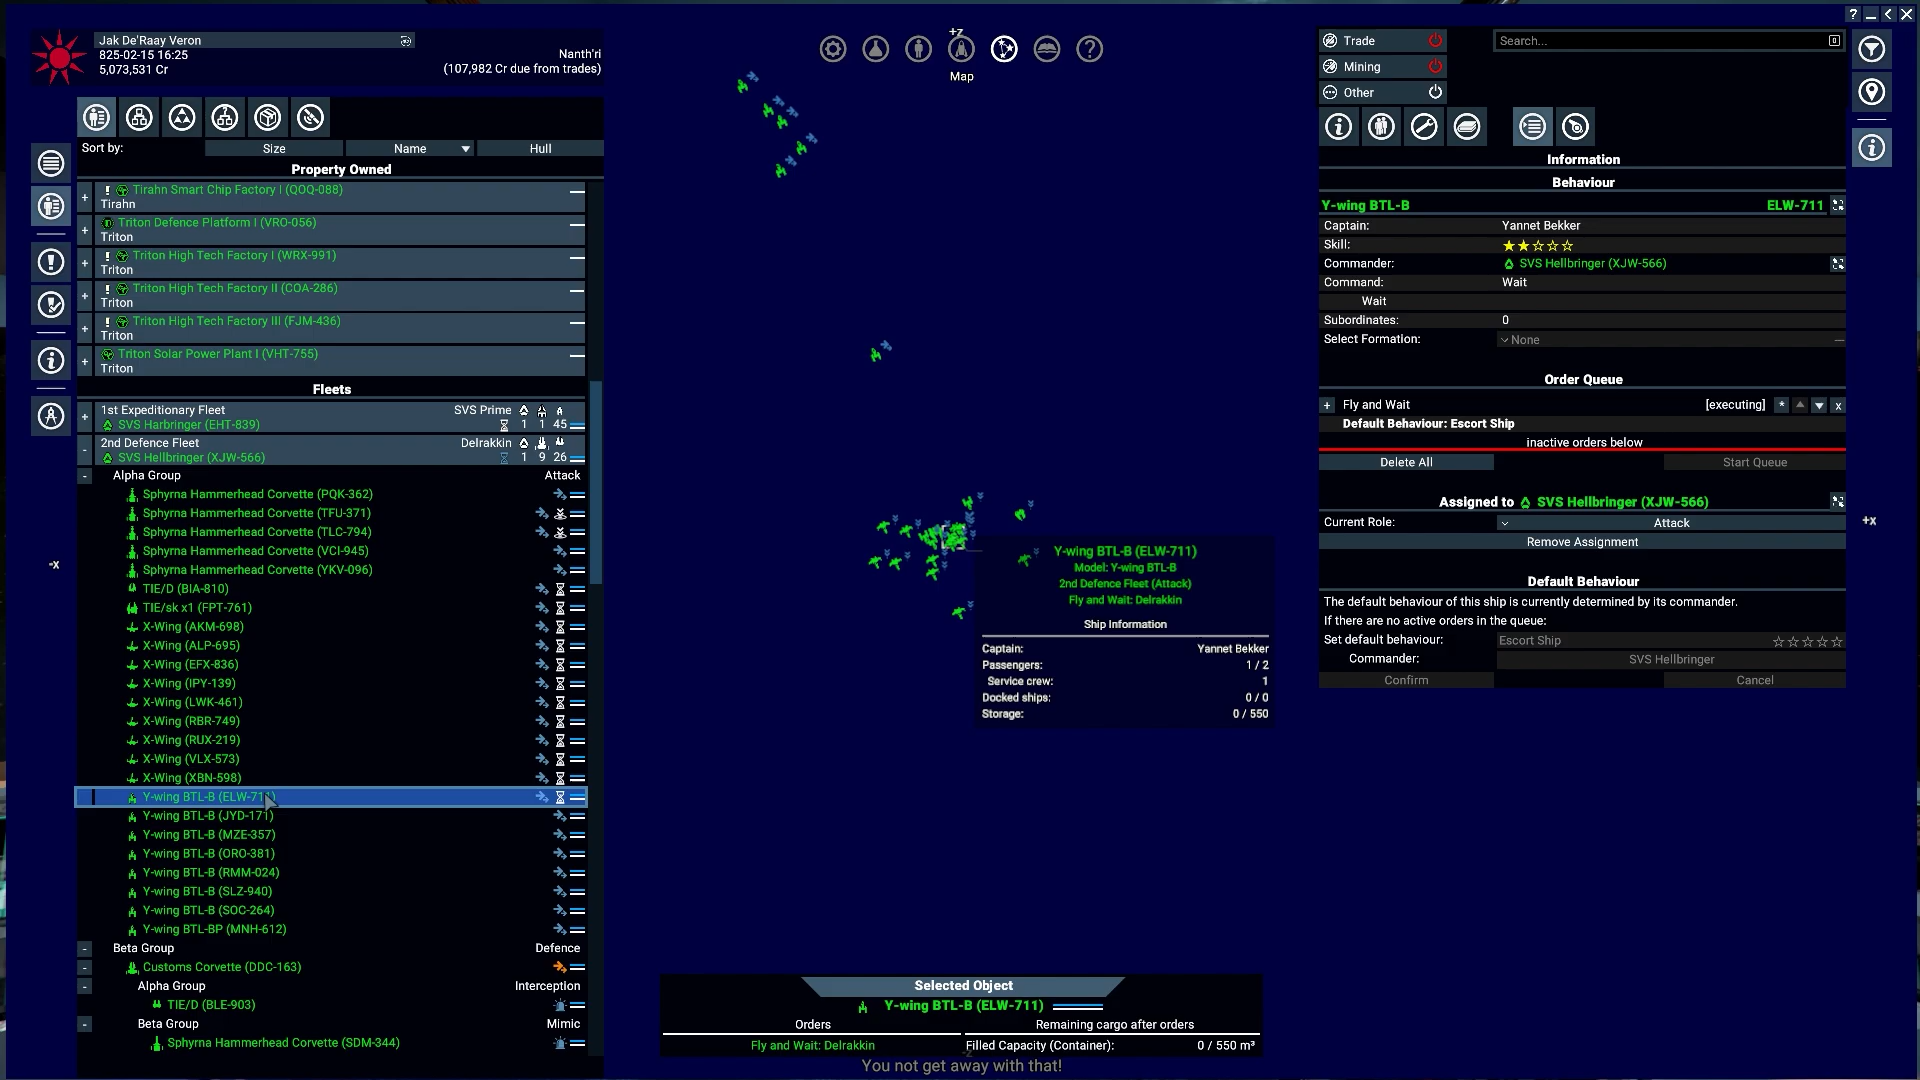 Jak De'Raay Veron
825-02-15 16:25
5,073,531 Cr
Nanth'ri
(107,982 Cr due from trades)
Sort by:
Size
Name
Hull
Property Owned
+ ! Tirahn Smart Chip Factory I (QOQ-088)
Tirahn
+ Triton Defence Platform I (VRO-056)
Triton
+ ! Triton High Tech Factory I (WRX-991)
Triton
+ ! Triton High Tech Factory II (COA-286)
Triton
+ ! Triton High Tech Factory III (FJM-436)
Triton
+ Triton Solar Power Plant I (VHT-755)
Triton
Fleets
+ 1st Expeditionary Fleet SVS Prime
SVS Harbringer (EHT-839) 1 1 45
- 2nd Defence Fleet Delrakkin
SVS Hellbringer (XJW-566) 1 9 26
- Alpha Group Attack
Sphyrna Hammerhead Corvette (PQK-362)
Sphyrna Hammerhead Corvette (TFU-371)
Sphyrna Hammerhead Corvette (TLC-794)
Sphyrna Hammerhead Corvette (VCI-945)
Sphyrna Hammerhead Corvette (YKV-096)
TIE/D (BIA-810)
TIE/sk x1 (FPT-761)
X-Wing (AKM-698)
X-Wing (ALP-695)
X-Wing (EFX-836)
X-Wing (IPY-139)
X-Wing (LWK-461)
X-Wing (RBR-749)
X-Wing (RUX-219)
X-Wing (VLX-573)
X-Wing (XBN-598)
Y-wing BTL-B (ELW-711)
Y-wing BTL-B (JYD-171)
Y-wing BTL-B (MZE-357)
Y-wing BTL-B (ORO-381)
Y-wing BTL-B (RMM-024)
Y-wing BTL-B (SLZ-940)
Y-wing BTL-B (SOC-264)
Y-wing BTL-BP (MNH-612)
- Beta Group Defence
- Customs Corvette (DDC-163)
- Alpha Group Interception
TIE/D (BLE-903)
- Beta Group Mimic
Sphyrna Hammerhead Corvette (SDM-344)
-x
+z
Map
Y-wing BTL-B (ELW-711)
Model: Y-wing BTL-B
2nd Defence Fleet (Attack)
Fly and Wait: Delrakkin
Ship Information
Captain: Yannet Bekker
Passengers: 1 / 2
Service crew: 1
Docked ships: 0 / 0
Storage: 0 / 550
Selected Object
Y-wing BTL-B (ELW-711)
Orders
Remaining cargo after orders
Fly and Wait: Delrakkin
Filled Capacity (Container): 0 / 550 m³
-z
You not get away with that!
Trade
Mining
Other
Search...
Information
Behaviour
Y-wing BTL-B ELW-711
Captain: Yannet Bekker
Skill:
Commander: SVS Hellbringer (XJW-566)
Command: Wait
Wait
Subordinates: 0
Select Formation: None
Order Queue
+ Fly and Wait [executing] * x
Default Behaviour: Escort Ship
inactive orders below
Delete All
Start Queue
Assigned to SVS Hellbringer (XJW-566)
Current Role: Attack
Remove Assignment
Default Behaviour
The default behaviour of this ship is currently determined by its commander.
If there are no active orders in the queue:
Set default behaviour: Escort Ship
Commander: SVS Hellbringer
Confirm
Cancel
+x